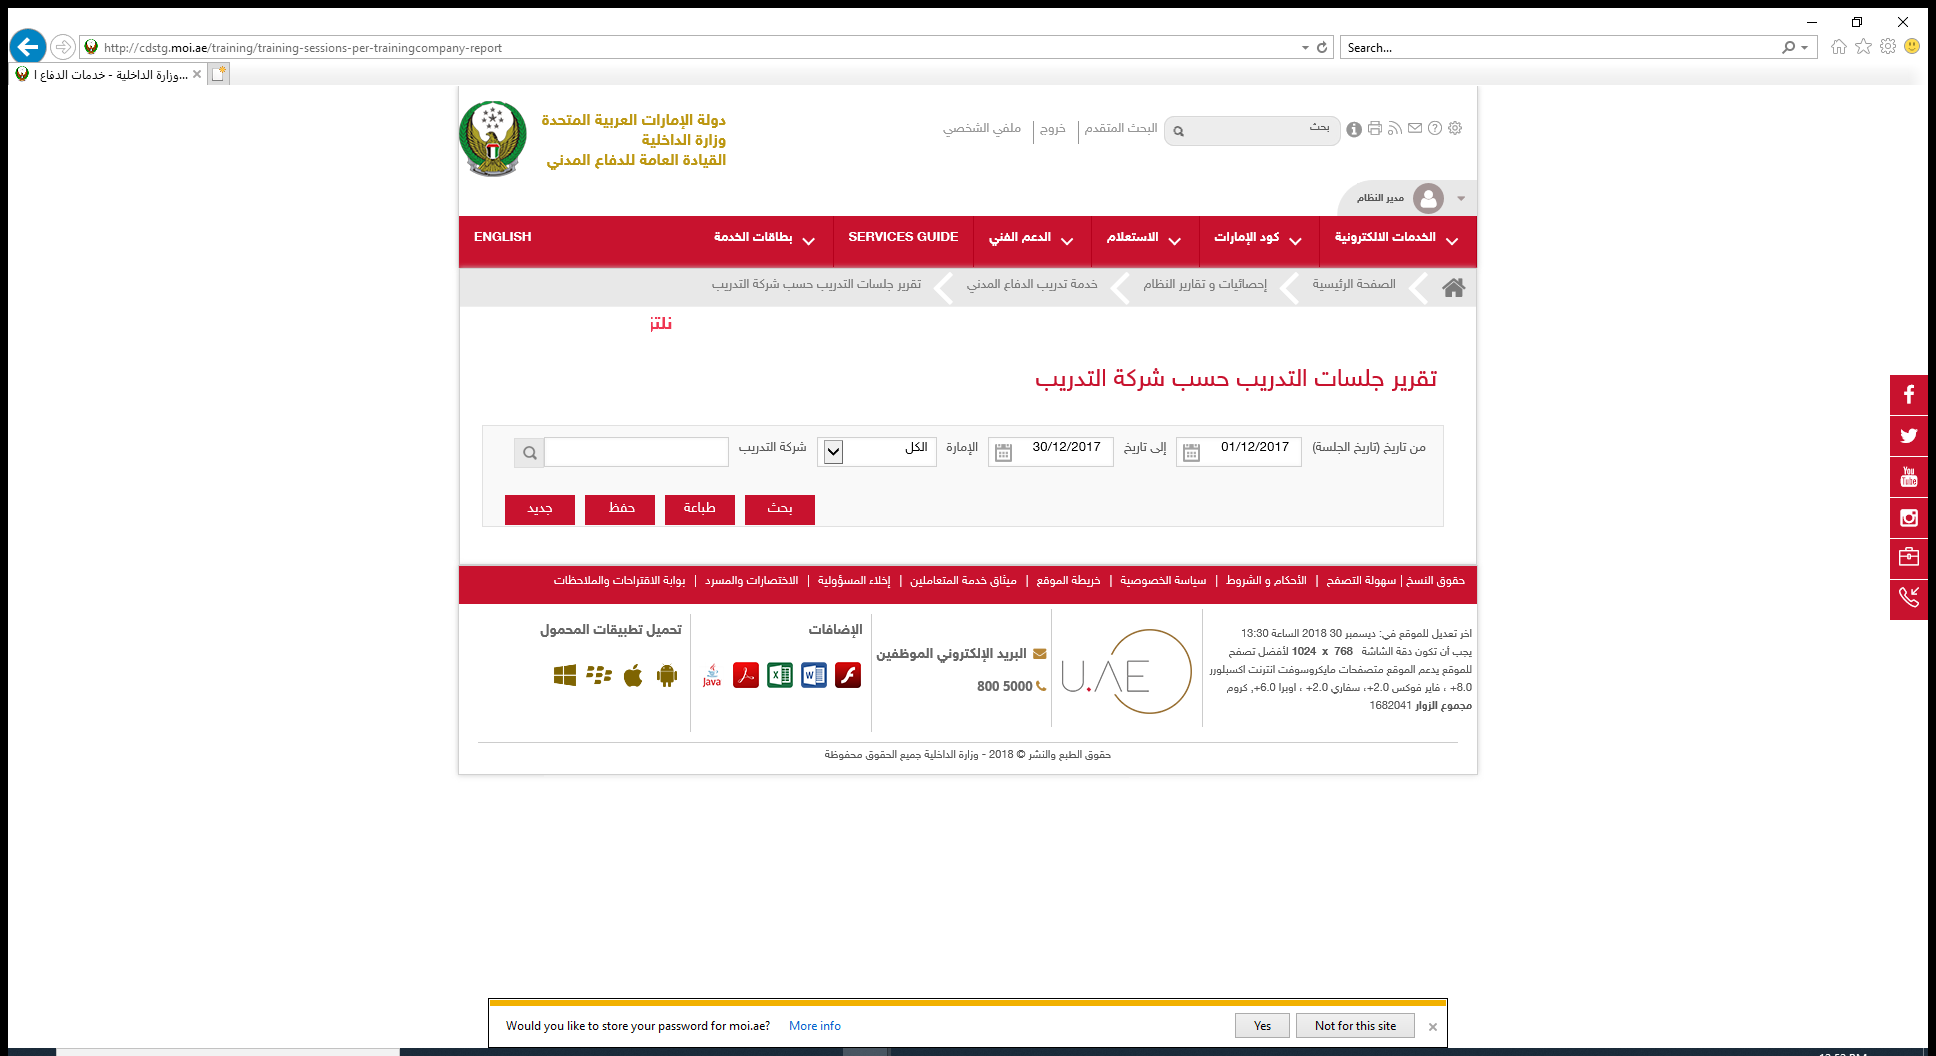 http://cdstg.moi.ae/training/training-sessions-per-trainingcompany-report
Search...
وزارة الداخلية - خدمات الدفاع ا...
دولة الإمارات العربية المتحدة
وزارة الداخلية
القيادة العامة للدفاع المدني
بحث
البحث المتقدم
خروج
ملفي الشخصي
مدير النظام
الخدمات الالكترونية
كود الإمارات
الاستعلام
الدعم الفني
SERVICES GUIDE
بطاقات الخدمة
ENGLISH
الصفحة الرئيسية
إحصائيات و تقارير النظام
خدمة تدريب الدفاع المدني
تقرير جلسات التدريب حسب شركة التدريب
نلتز
تقرير جلسات التدريب حسب شركة التدريب
من تاريخ (تاريخ الجلسة) 01/12/2017 إلى تاريخ 30/12/2017 الإمارة الكل شركة التدريب
بحث طباعة حفظ جديد
حقوق النسخ | سهولة التصفح | الأحكام و الشروط | سياسة الخصوصية | خريطة الموقع | ميثاق خدمة المتعاملين | إخلاء المسؤولية | الاختصارات والمسرد | بوابة الاقتراحات والملاحظات
اخر تعديل للموقع في: ديسمبر 30 2018 الساعة 13:30
يجب أن تكون دقة الشاشة 768 x 1024 لأفضل تصفح
للموقع يدعم الموقع متصفحات مايكروسوفت انترنت اكسبلورر
8.0+ ، فاير فوكس 2.0+، سفاري 2.0+ ، اوبرا 6.0+, كروم
مجموع الزوار 1682041
U.AE
البريد الإلكتروني الموظفين
800 5000
الإضافات
Java
تحميل تطبيقات المحمول
حقوق الطبع والنشر © 2018 - وزارة الداخلية جميع الحقوق محفوظة
You
Tube
Would you like to store your password for moi.ae? More info
Yes
Not for this site